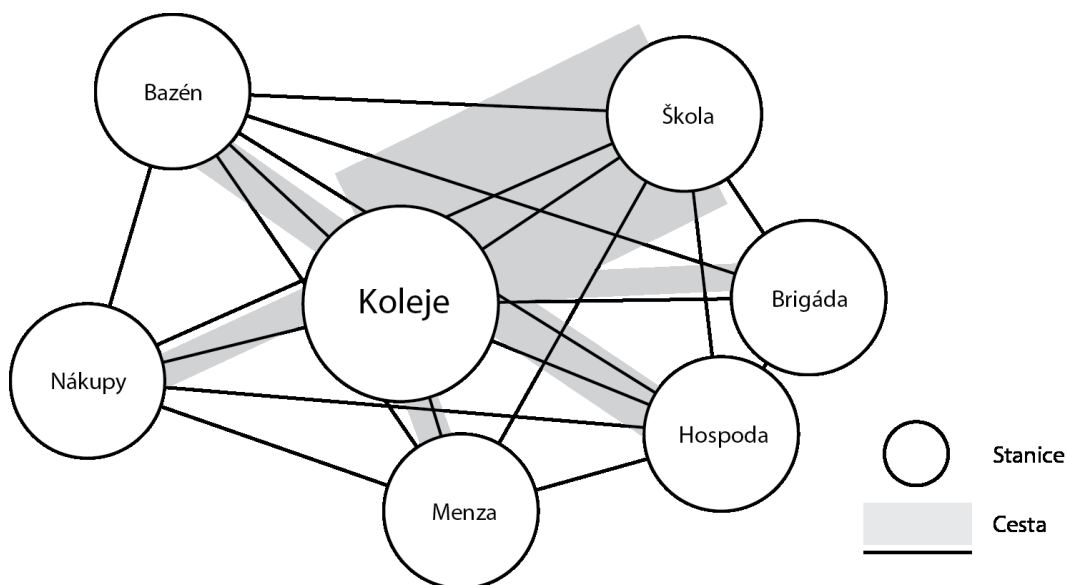 Bazén
Škola
Koleje
Brigáda
Nákupy
Hospoda
Menza
Stanice
Cesta